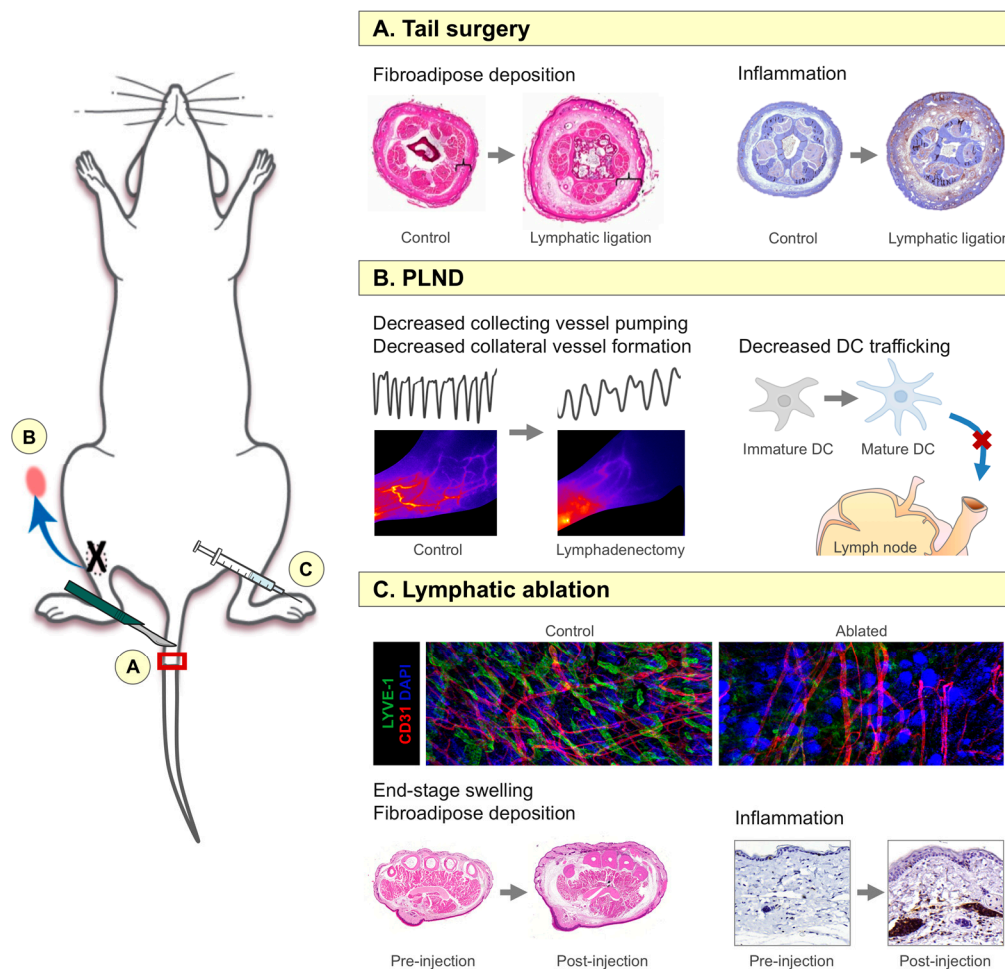 A. Tail surgery
Fibroadipose deposition
Inflammation
Control
Lymphatic ligation
Control
Lymphatic ligation
B. PLND
Decreased collecting vessel pumping
Decreased collateral vessel formation
Decreased DC trafficking
Immature DC
Mature DC
Control
Lymphadenectomy
Lymph node
B
X
C
A
C. Lymphatic ablation
Control
Ablated
LYVE-1
CD31 DAPI
End-stage swelling
Fibroadipose deposition
Inflammation
Pre-injection
Post-injection
Pre-injection
Post-injection